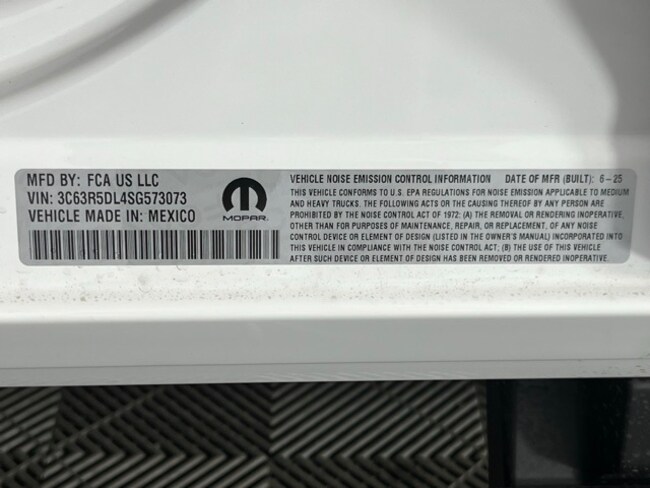 MFD BY: FCA US LLC
VIN: 3C63R5DL4SG573073
VEHICLE MADE IN: MEXICO
MOPAR.
VEHICLE NOISE EMISSION CONTROL INFORMATION DATE OF MFR (BUILT): 6-25
THIS VEHICLE CONFORMS TO U.S. EPA REGULATIONS FOR NOISE EMISSION APPLICABLE TO MEDIUM
AND HEAVY TRUCKS. THE FOLLOWING ACTS OR THE CAUSING THEREOF BY ANY PERSON ARE
PROHIBITED BY THE NOISE CONTROL ACT OF 1972: (A) THE REMOVAL OR RENDERING INOPERATIVE,
OTHER THAN FOR PURPOSES OF MAINTENANCE, REPAIR, OR REPLACEMENT, OF ANY NOISE
CONTROL DEVICE OR ELEMENT OF DESIGN (LISTED IN THE OWNER'S MANUAL) INCORPORATED INTO
THIS VEHICLE IN COMPLIANCE WITH THE NOISE CONTROL ACT; (B) THE USE OF THIS VEHICLE
AFTER SUCH DEVICE OR ELEMENT OF DESIGN HAS BEEN REMOVED OR RENDERED INOPERATIVE.